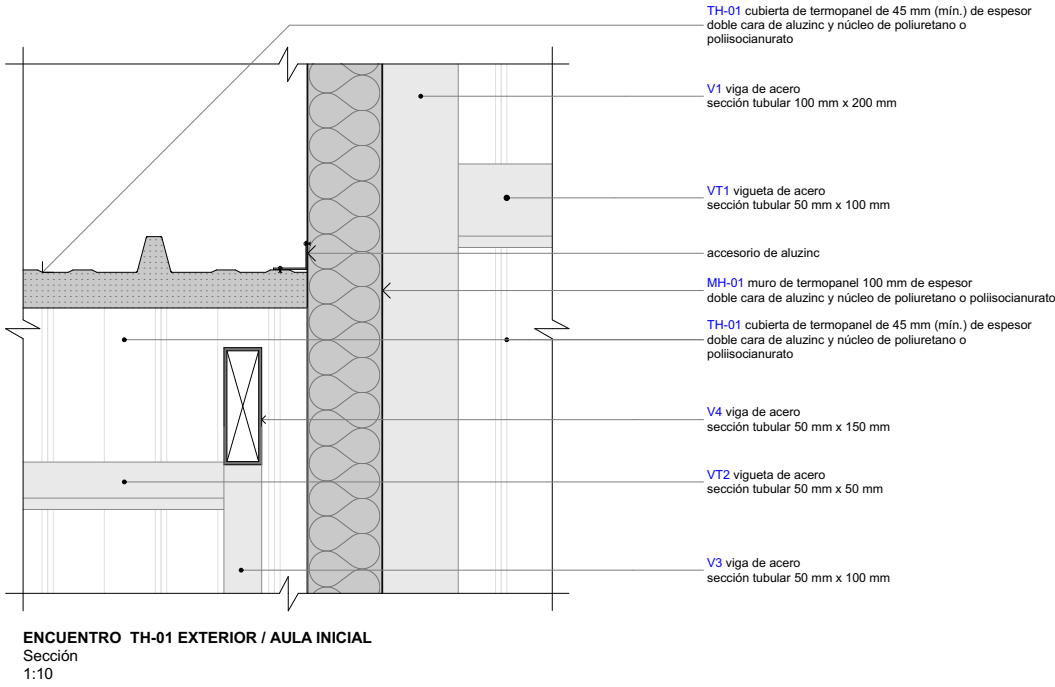 TH-01 cubierta de termopanel de 45 mm (mín.) de espesor
doble cara de aluzinc y núcleo de poliuretano o
poliisocianurato
V1 viga de acero
sección tubular 100 mm x 200 mm
VT1 vigueta de acero
sección tubular 50 mm x 100 mm
accesorio de aluzinc
MH-01 muro de termopanel 100 mm de espesor
doble cara de aluzinc y núcleo de poliuretano o poliisocianurato
TH-01 cubierta de termopanel de 45 mm (mín.) de espesor
doble cara de aluzinc y núcleo de poliuretano o
poliisocianurato
V4 viga de acero
sección tubular 50 mm x 150 mm
VT2 vigueta de acero
sección tubular 50 mm x 50 mm
V3 viga de acero
sección tubular 50 mm x 100 mm
ENCUENTRO TH-01 EXTERIOR / AULA INICIAL
Sección
1:10